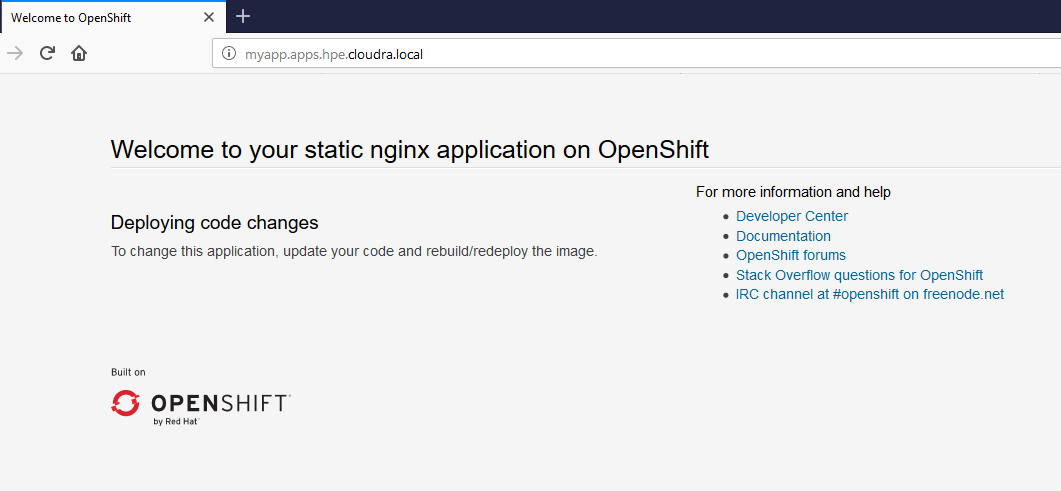 Welcome to OpenShift
myapp.apps.hpe.cloudra.local
Welcome to your static nginx application on OpenShift
Deploying code changes
To change this application, update your code and rebuild/redeploy the image.
For more information and help
Developer Center
Documentation
OpenShift forums
Stack Overflow questions for OpenShift
IRC channel at #openshift on freenode.net
Built on
OPENSHIFT
by Red Hat